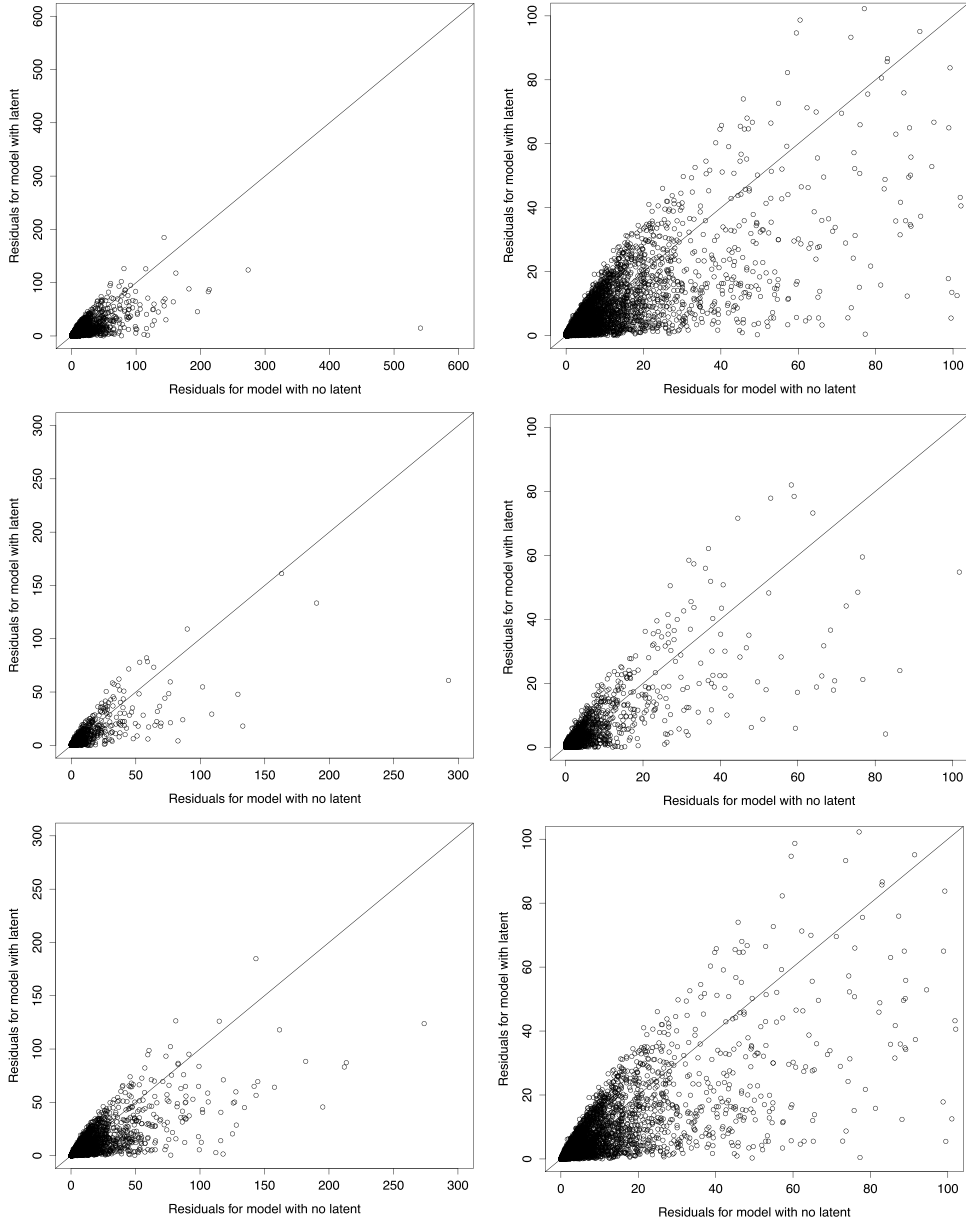 Residuals for model with latent
0 100 200 300 400 500 600
0 100 200 300 400 500 600
Residuals for model with no latent
Residuals for model with latent
0 20 40 60 80 100
0 20 40 60 80 100
Residuals for model with no latent
Residuals for model with latent
0 50 100 150 200 250 300
0 50 100 150 200 250 300
Residuals for model with no latent
Residuals for model with latent
0 20 40 60 80 100
0 20 40 60 80 100
Residuals for model with no latent
Residuals for model with latent
0 50 100 150 200 250 300
0 50 100 150 200 250 300
Residuals for model with no latent
Residuals for model with latent
0 20 40 60 80 100
0 20 40 60 80 100
Residuals for model with no latent